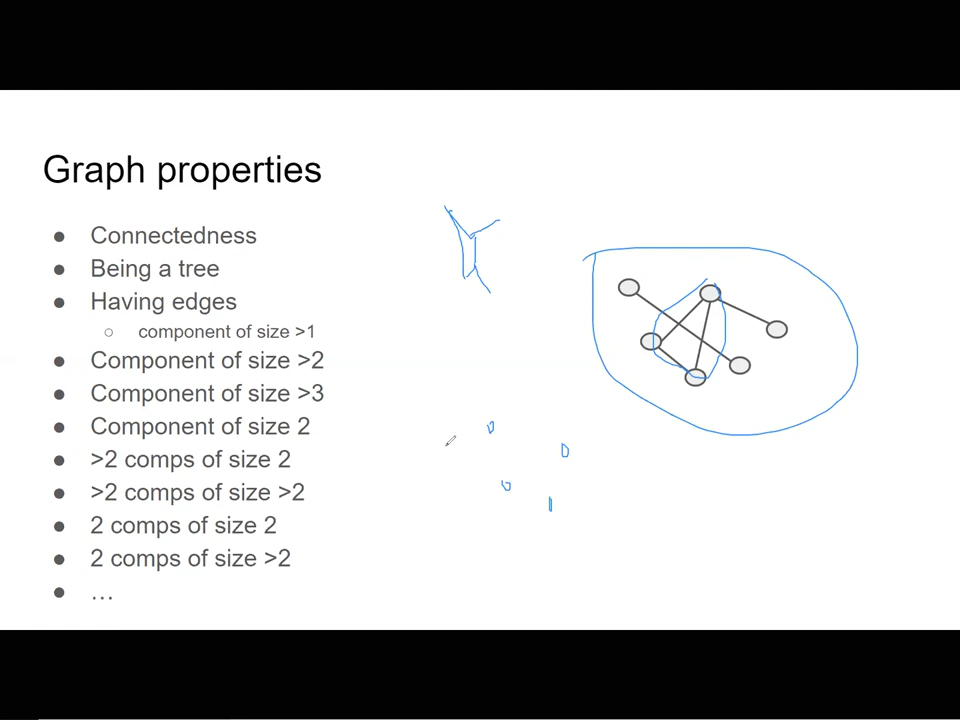 Graph properties
● Connectedness
● Being a tree
● Having edges
○ component of size >1
● Component of size >2
● Component of size >3
● Component of size 2
● >2 comps of size 2
● >2 comps of size >2
● 2 comps of size 2
● 2 comps of size >2
● …